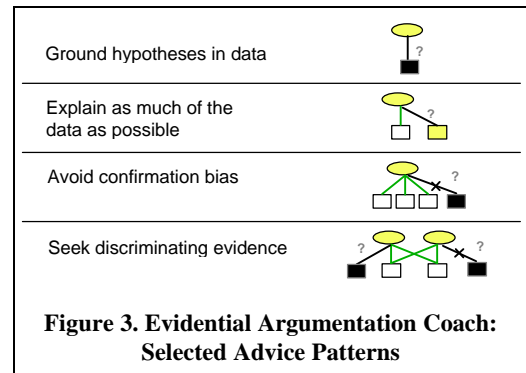 Ground hypotheses in data
?
Explain as much of the
?
data as possible
Avoid confirmation bias
?
Seek discriminating evidence
?
?
Figure 3. Evidential Argumentation Coach:
Selected Advice Patterns